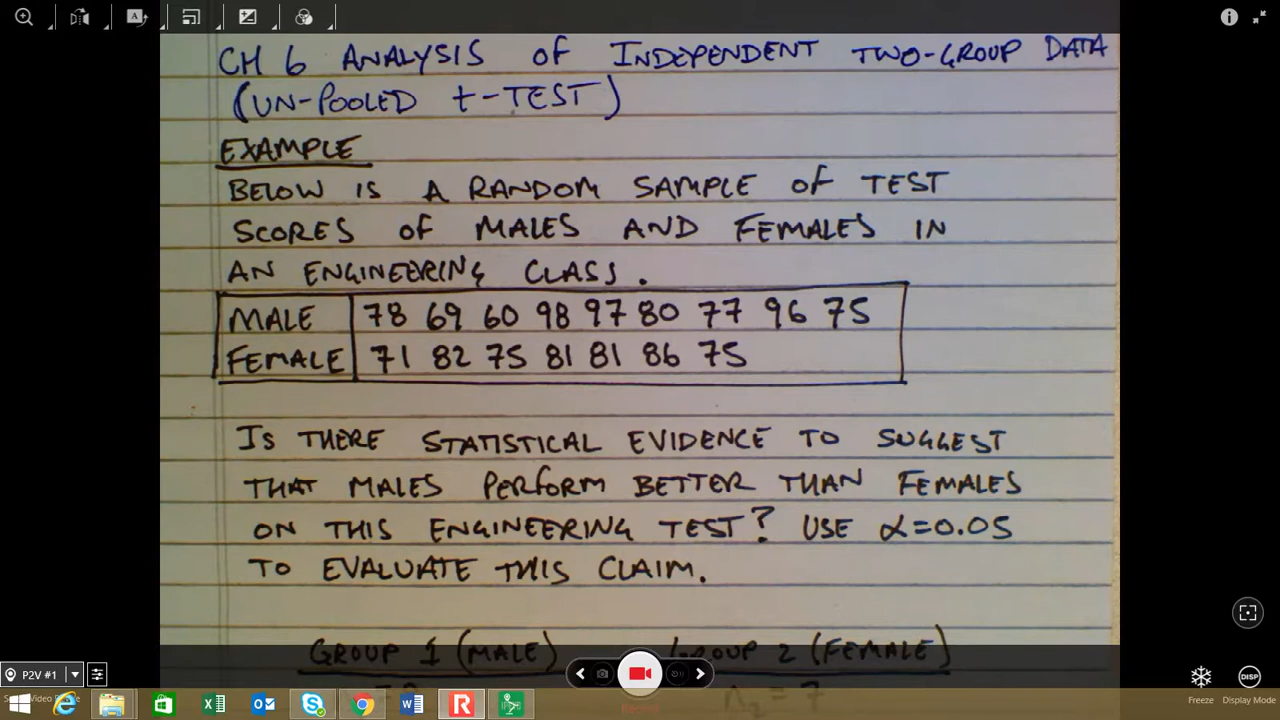 CH 6 ANALYSIS OF INDEPENDENT TWO-GROUP DATA
(UN-POOLED t-TEST)
EXAMPLE
BELOW IS A RANDOM SAMPLE OF TEST
SCORES OF MALES AND FEMALES IN
AN ENGINEERING CLASS.
MALE 78 69 60 98 97 80 77 96 75
FEMALE 71 82 75 81 81 86 75
IS THERE STATISTICAL EVIDENCE TO SUGGEST
THAT MALES PERFORM BETTER THAN FEMALES
ON THIS ENGINEERING TEST? USE α=0.05
TO EVALUATE THIS CLAIM.
GROUP 1 (MALE) GROUP 2 (FEMALE)
n₂ = 7
P2V #1
Freeze
Display Mode
DISP
Record